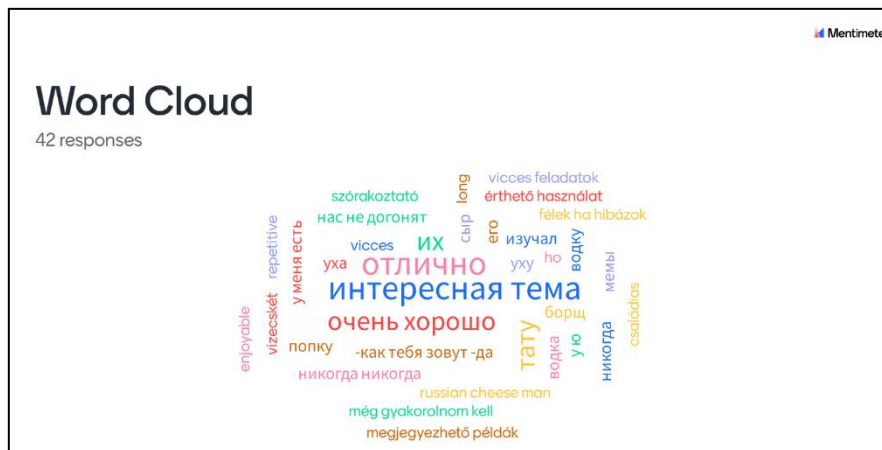 Mentimete
Word Cloud
42 responses
vicces feladatok
szórakoztató
long
érthető használat
нас не догонят
сыр
его
félek ha hibázok
repetitive
у меня есть
vicces
их
изучал
водку
уха
отлично
уху
ho
мемы
интересная тема
enjoyable
vizecskét
очень хорошо
тату
борщ
családias
попку
-как тебя зовут -да
водка
у ю
никогда
никогда никогда
russian cheese man
még gyakorolnom kell
megjegyezhető példák